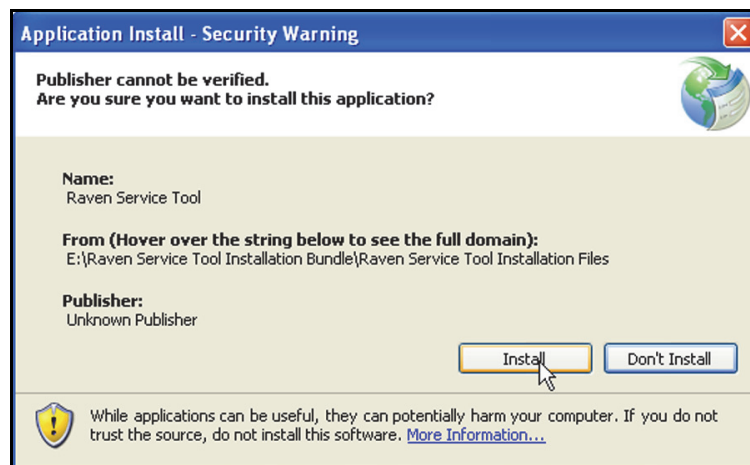 Application Install - Security Warning
Publisher cannot be verified.
Are you sure you want to install this application?
Name:
Raven Service Tool
From (Hover over the string below to see the full domain):
E:\Raven Service Tool Installation Bundle\Raven Service Tool Installation Files
Publisher:
Unknown Publisher
Install
Don't Install
While applications can be useful, they can potentially harm your computer. If you do not
trust the source, do not install this software. More Information...